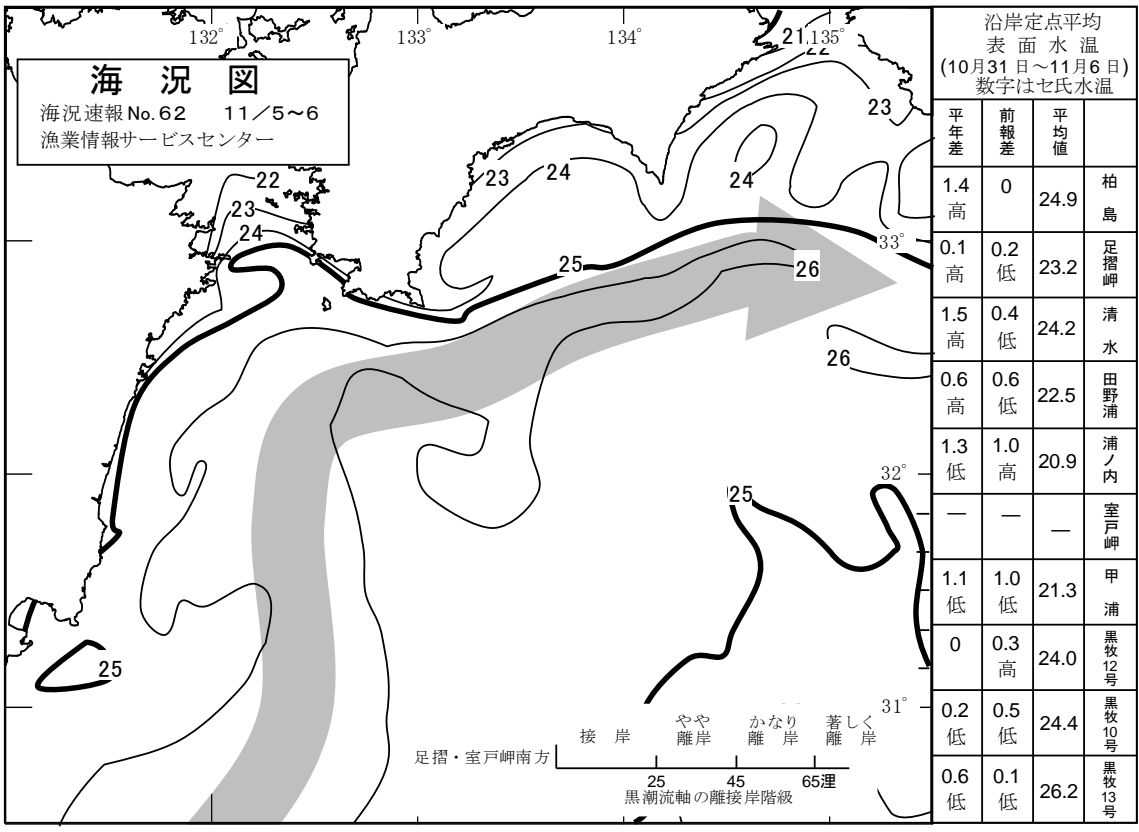 海 況 図
海況速報No.62 11／5～6
漁業情報サービスセンター
132° 133° 134° 135°
21
22
23
24
23
24
22
23
24
25
26
33°
26
32°
25
25
31°
接 岸 やや離岸 かなり離岸 著しく離岸
足摺・室戸岬南方
25 45 65浬
黒潮流軸の離接岸階級
沿岸定点平均
表 面 水 温
(10月31日～11月6日)
数字はセ氏水温
平年差 前報差 平均値
1.4高 0 24.9 柏島
0.1高 0.2低 23.2 足摺岬
1.5高 0.4低 24.2 清水
0.6高 0.6低 22.5 田野浦
1.3低 1.0高 20.9 浦ノ内
― ― ― 室戸岬
1.1低 1.0低 21.3 甲浦
0 0.3高 24.0 黒牧12号
0.2低 0.5低 24.4 黒牧10号
0.6低 0.1低 26.2 黒牧13号